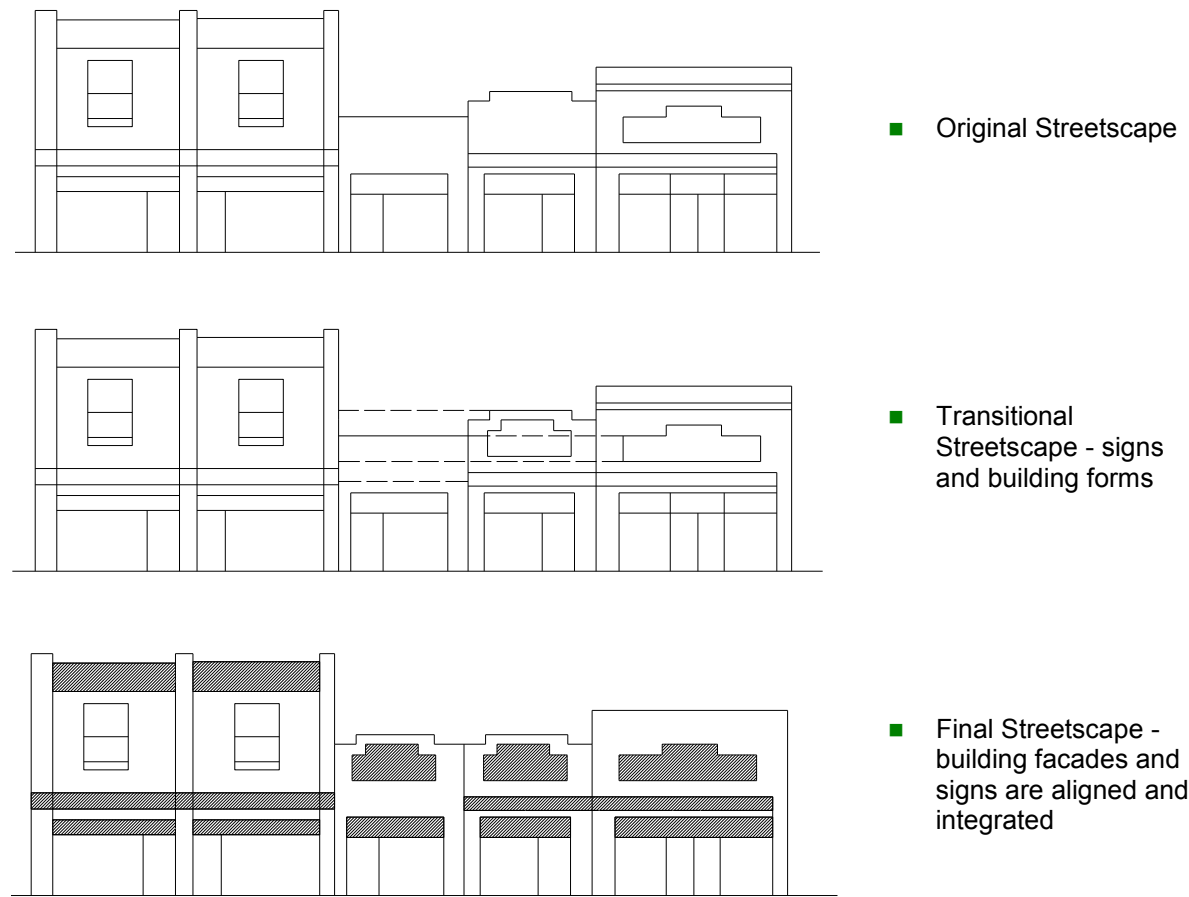 Original Streetscape
Transitional
Streetscape - signs
and building forms
Final Streetscape -
building facades and
signs are aligned and
integrated